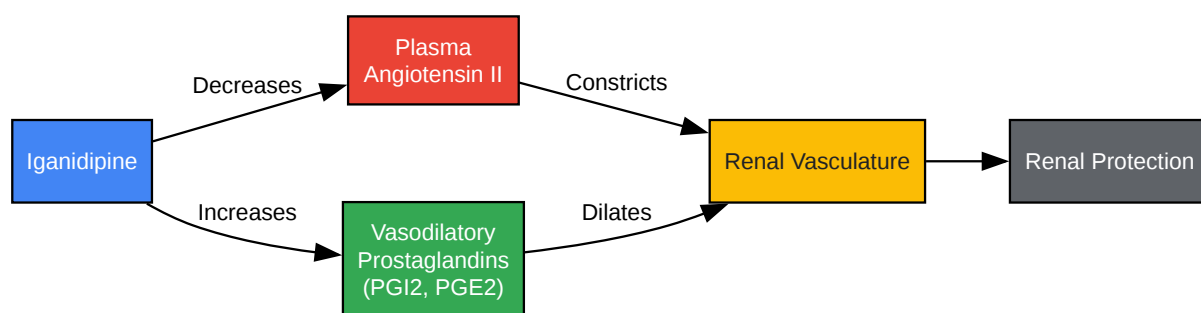 Plasma
Angiotensin II
Decreases
Constricts
Iganidipine
Renal Vasculature
Renal Protection
Increases
Dilates
Vasodilatory
Prostaglandins
(PGI2, PGE2)